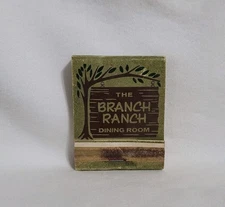 THE
BRANCH
RANCH
DINING ROOM